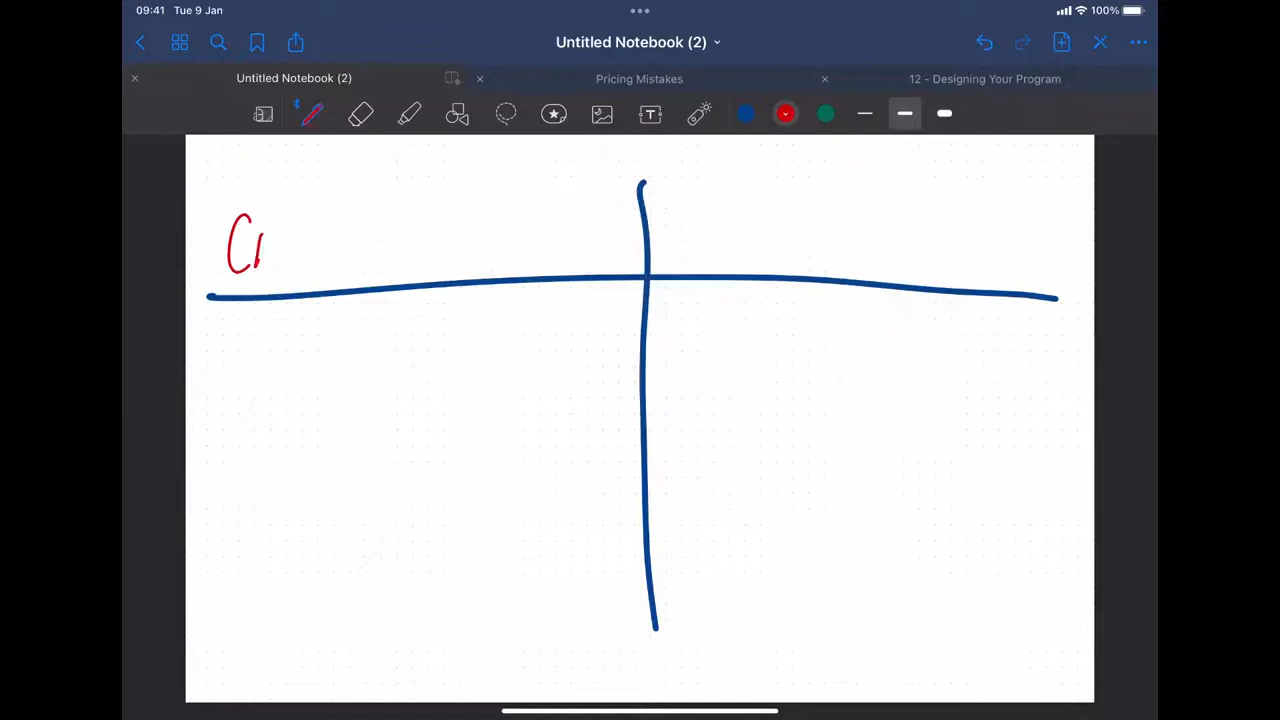 09:41 Tue 9 Jan
100%
Untitled Notebook (2)
Untitled Notebook (2)
Pricing Mistakes
12 - Designing Your Program
T